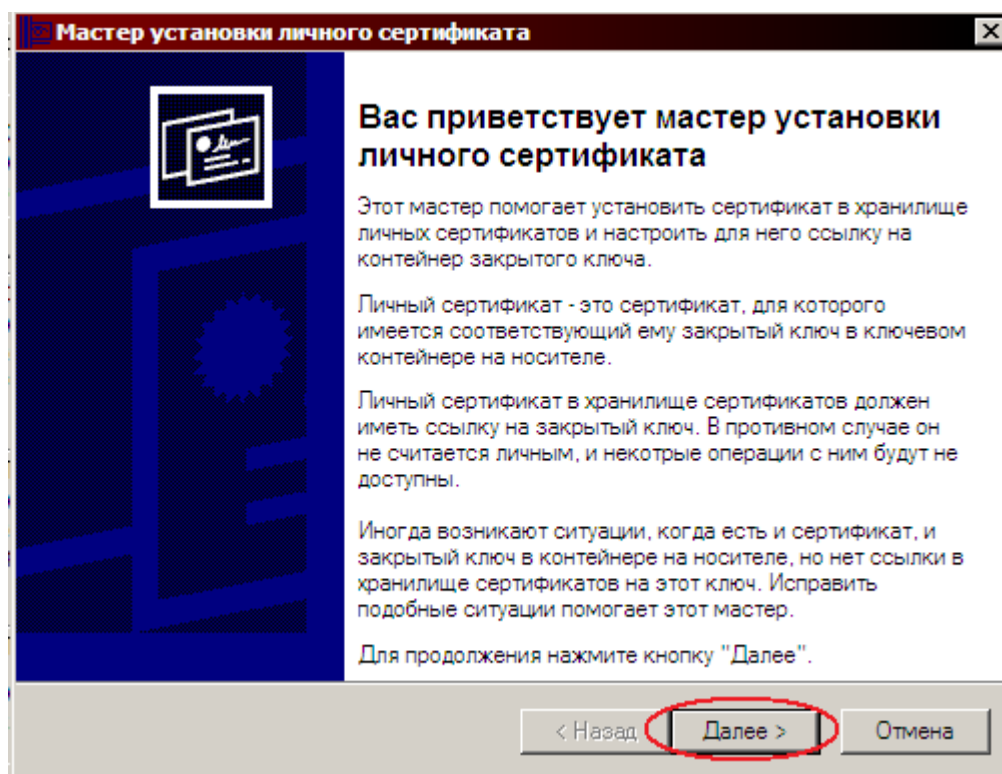 Мастер установки личного сертификата
Вас приветствует мастер установки
личного сертификата
Этот мастер помогает установить сертификат в хранилище
личных сертификатов и настроить для него ссылку на
контейнер закрытого ключа.
Личный сертификат - это сертификат, для которого
имеется соответствующий ему закрытый ключ в ключевом
контейнере на носителе.
Личный сертификат в хранилище сертификатов должен
иметь ссылку на закрытый ключ. В противном случае он
не считается личным, и некотрые операции с ним будут не
доступны.
Иногда возникают ситуации, когда есть и сертификат, и
закрытый ключ в контейнере на носителе, но нет ссылки в
хранилище сертификатов на этот ключ. Исправить
подобные ситуации помогает этот мастер.
Для продолжения нажмите кнопку "Далее".
< Назад Далее > Отмена